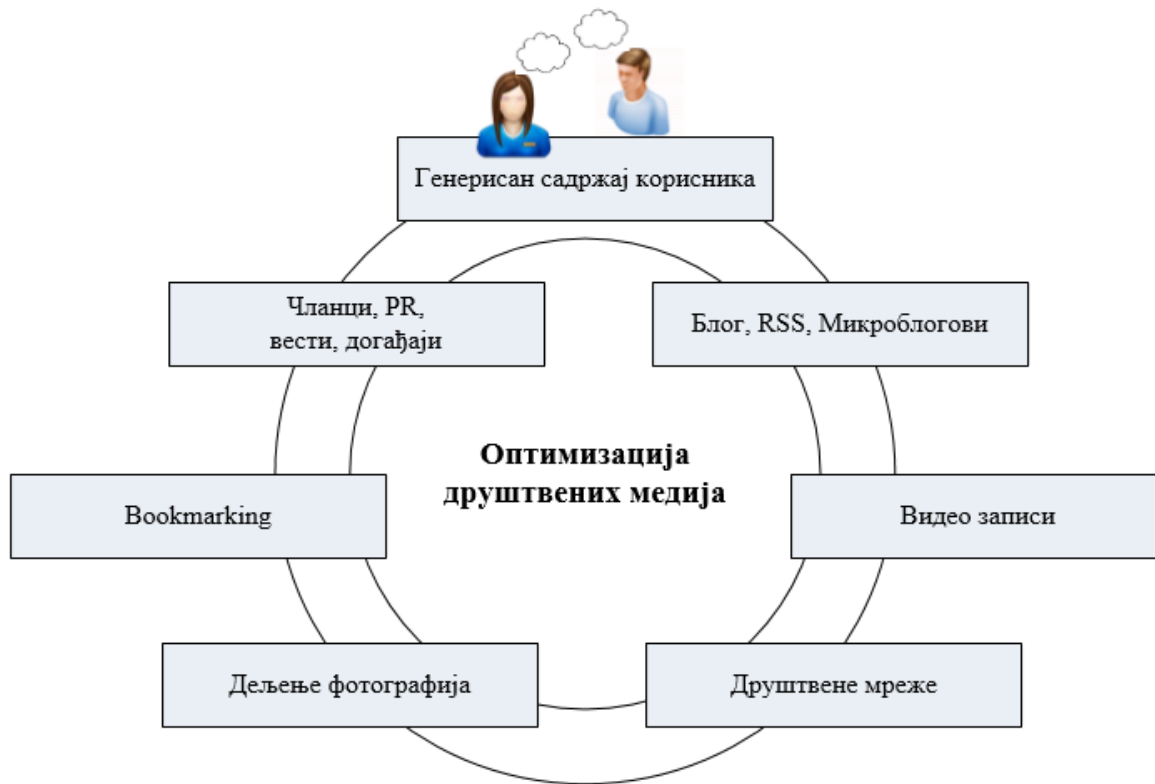 Генерисан садржај корисника
Чланци, PR,
вести, догађаји
Блог, RSS, Микроблогови
Оптимизација
друштвених медија
Bookmarking
Видео записи
Дељење фотографија
Друштвене мреже